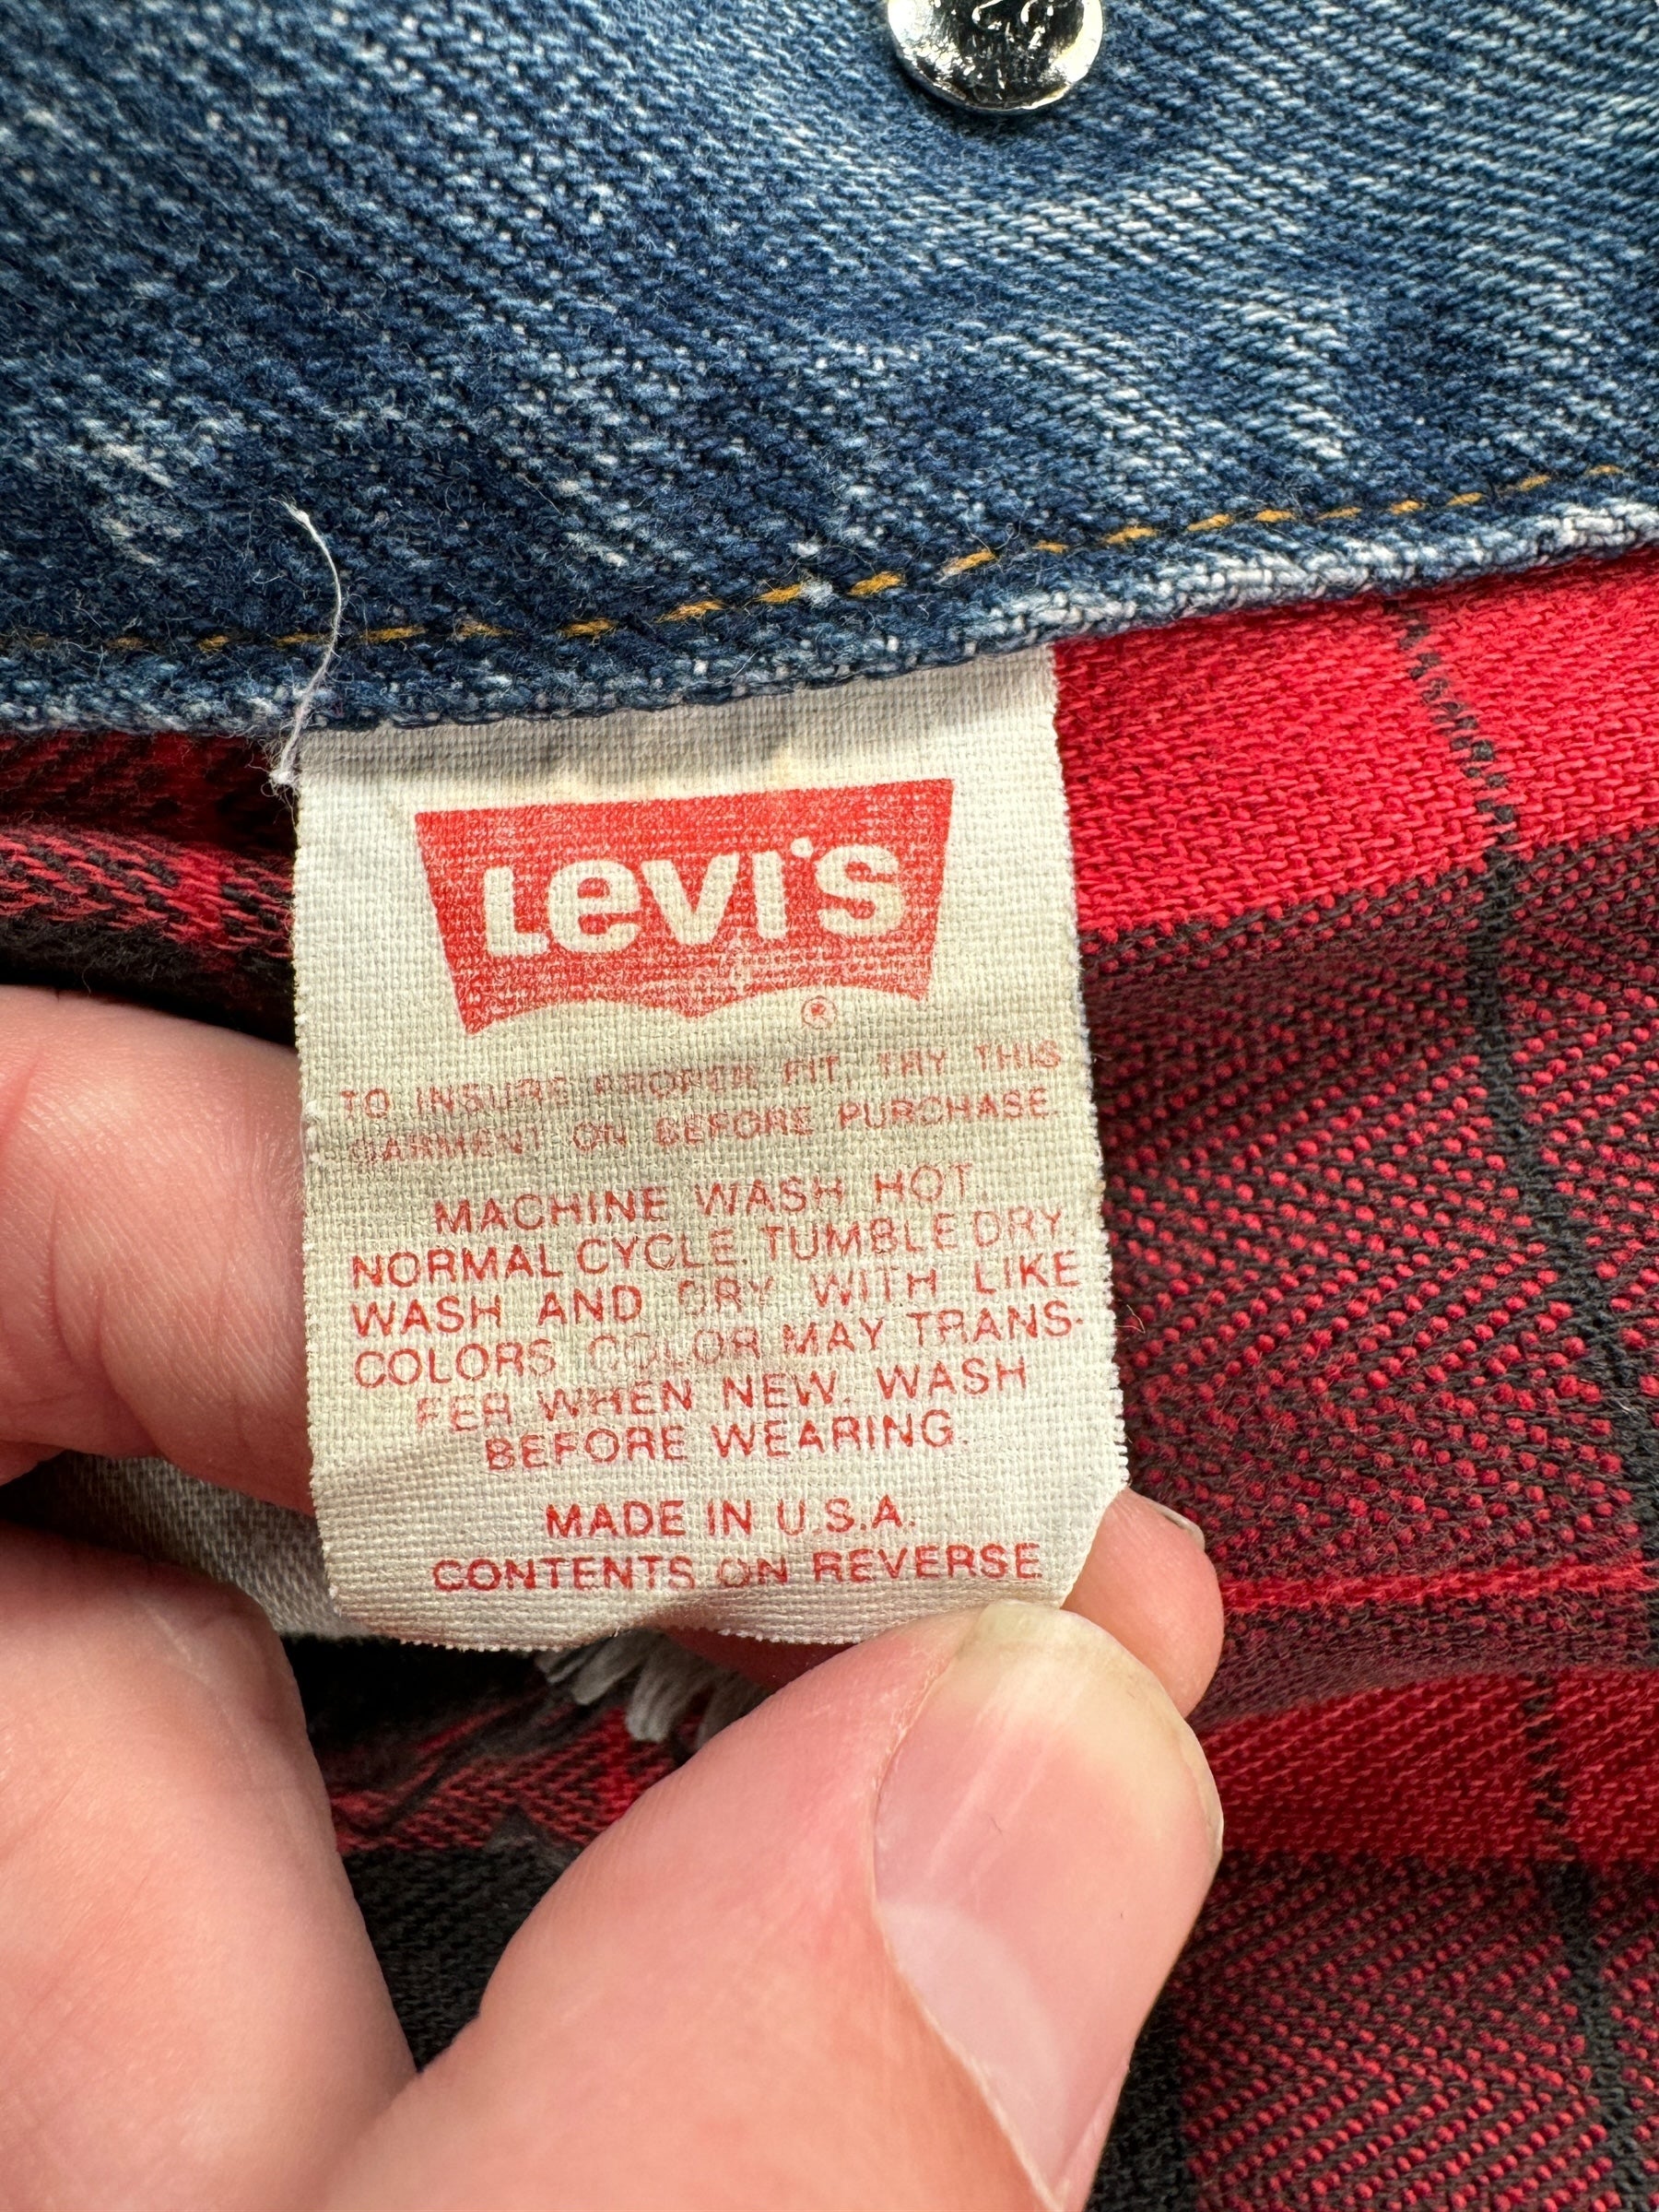 Levi's
®
TO INSURE PROPER FIT, TRY THIS
GARMENT ON BEFORE PURCHASE.
MACHINE WASH HOT,
NORMAL CYCLE. TUMBLE DRY.
WASH AND DRY WITH LIKE
COLORS. COLOR MAY TRANS-
FER WHEN NEW. WASH
BEFORE WEARING.
MADE IN U.S.A.
CONTENTS ON REVERSE